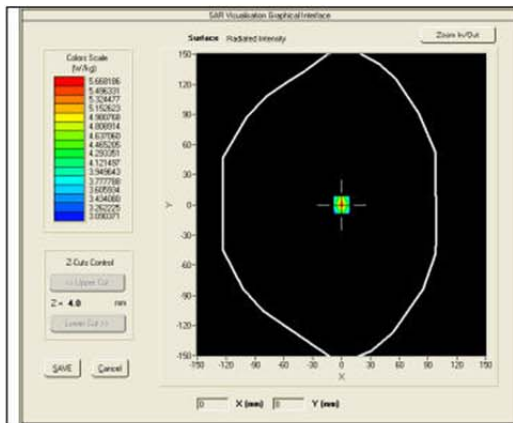 SAR Visualisation Graphical Interface
Surface Radiated Intensity
Zoom In/Out
Colors Scale
(W/kg)
5.668186
5.496331
5.324477
5.152623
4.980768
4.808914
4.637060
4.465205
4.293351
4.121497
3.949643
3.777788
3.605934
3.434080
3.262225
3.090371
Z-Cuts Control
<< Upper Cut
Z = 4.0 mm
Lower Cut >>
SAVE Cancel
150
120
90
60
30
0
-30
-60
-90
-120
-150
Y
-150 -120 -90 -60 -30 0 30 60 90 120 150
X
0 X (mm) 0 Y (mm)